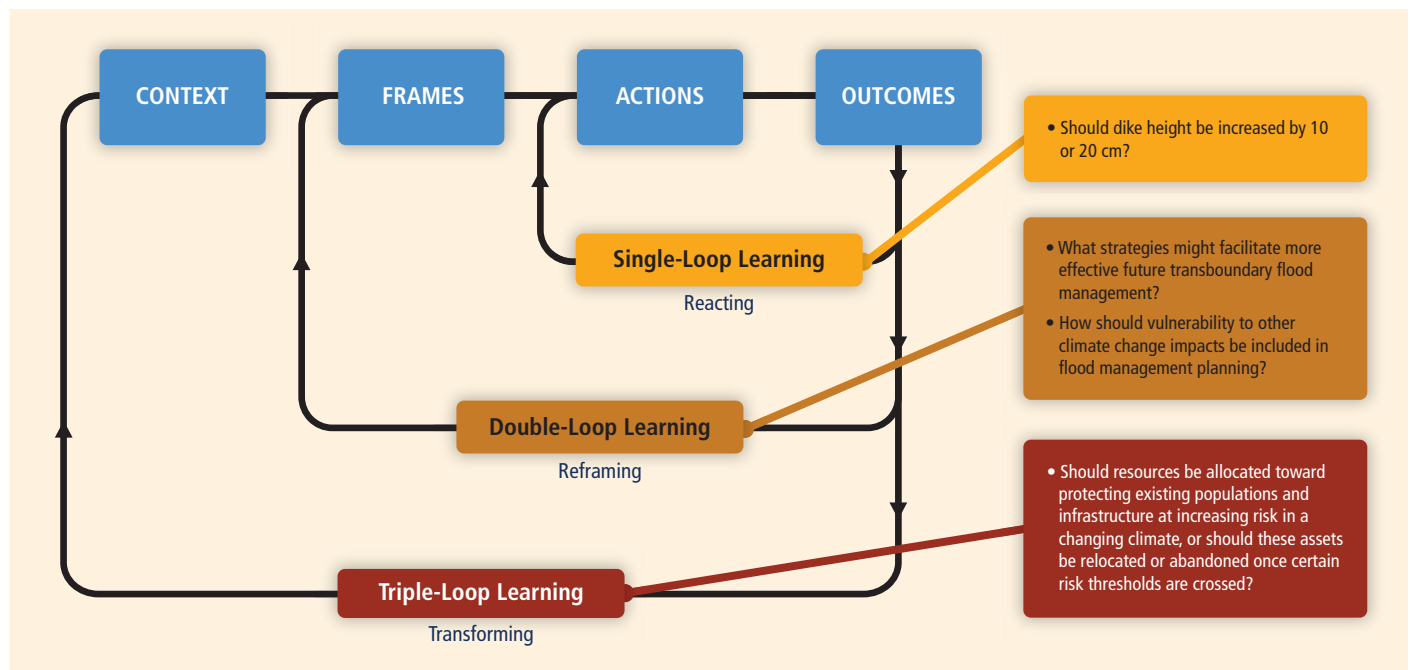 CONTEXT
FRAMES
ACTIONS
OUTCOMES
• Should dike height be increased by 10
or 20 cm?
Single-Loop Learning
Reacting
• What strategies might facilitate more
effective future transboundary flood
management?
• How should vulnerability to other
climate change impacts be included in
flood management planning?
Double-Loop Learning
Reframing
• Should resources be allocated toward
protecting existing populations and
infrastructure at increasing risk in a
changing climate, or should these assets
be relocated or abandoned once certain
risk thresholds are crossed?
Triple-Loop Learning
Transforming